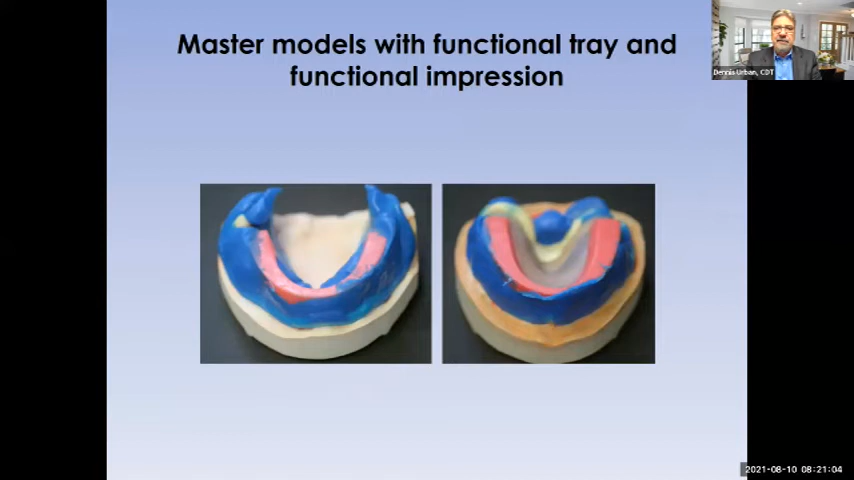 Master models with functional tray and
functional impression
Dennis Urban, CDT
2021-08-10 08:21:04